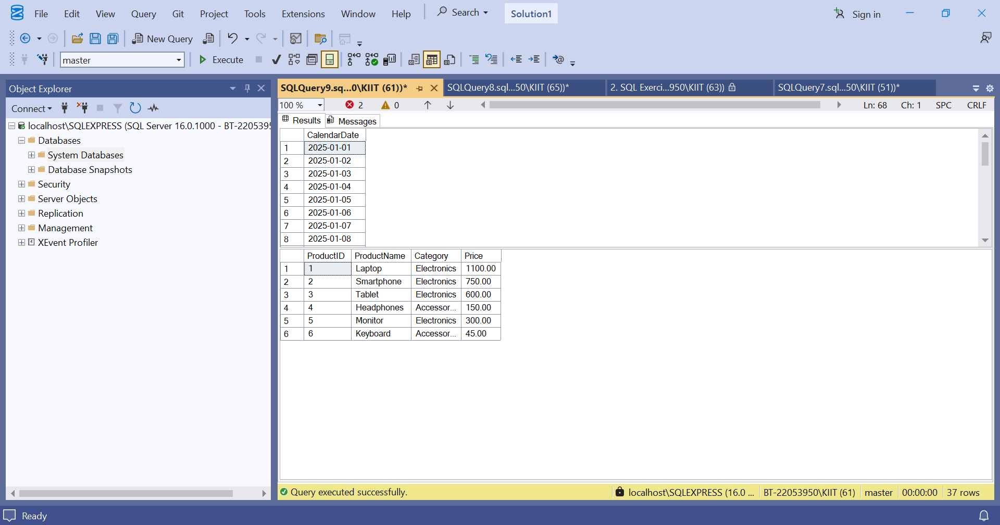 File Edit View Query Git Project Tools Extensions Window Help Search Solution1 Sign in
New Query
master Execute
Object Explorer
Connect
localhost\SQLEXPRESS (SQL Server 16.0.1000 - BT-2205395
Databases
System Databases
Database Snapshots
Security
Server Objects
Replication
Management
XEvent Profiler
SQLQuery9.sq...0\KIIT (61))* SQLQuery8.sql...50\KIIT (65))* 2. SQL Exerci...950\KIIT (63)) SQLQuery7.sql...50\KIIT (51))*
100 % 2 0 Ln: 68 Ch: 1 SPC CRLF
Results Messages
CalendarDate
1 2025-01-01
2 2025-01-02
3 2025-01-03
4 2025-01-04
5 2025-01-05
6 2025-01-06
7 2025-01-07
8 2025-01-08
ProductID ProductName Category Price
1 1 Laptop Electronics 1100.00
2 2 Smartphone Electronics 750.00
3 3 Tablet Electronics 600.00
4 4 Headphones Accessor... 150.00
5 5 Monitor Electronics 300.00
6 6 Keyboard Accessor... 45.00
Query executed successfully. localhost\SQLEXPRESS (16.0 ... BT-22053950\KIIT (61) master 00:00:00 37 rows
Ready